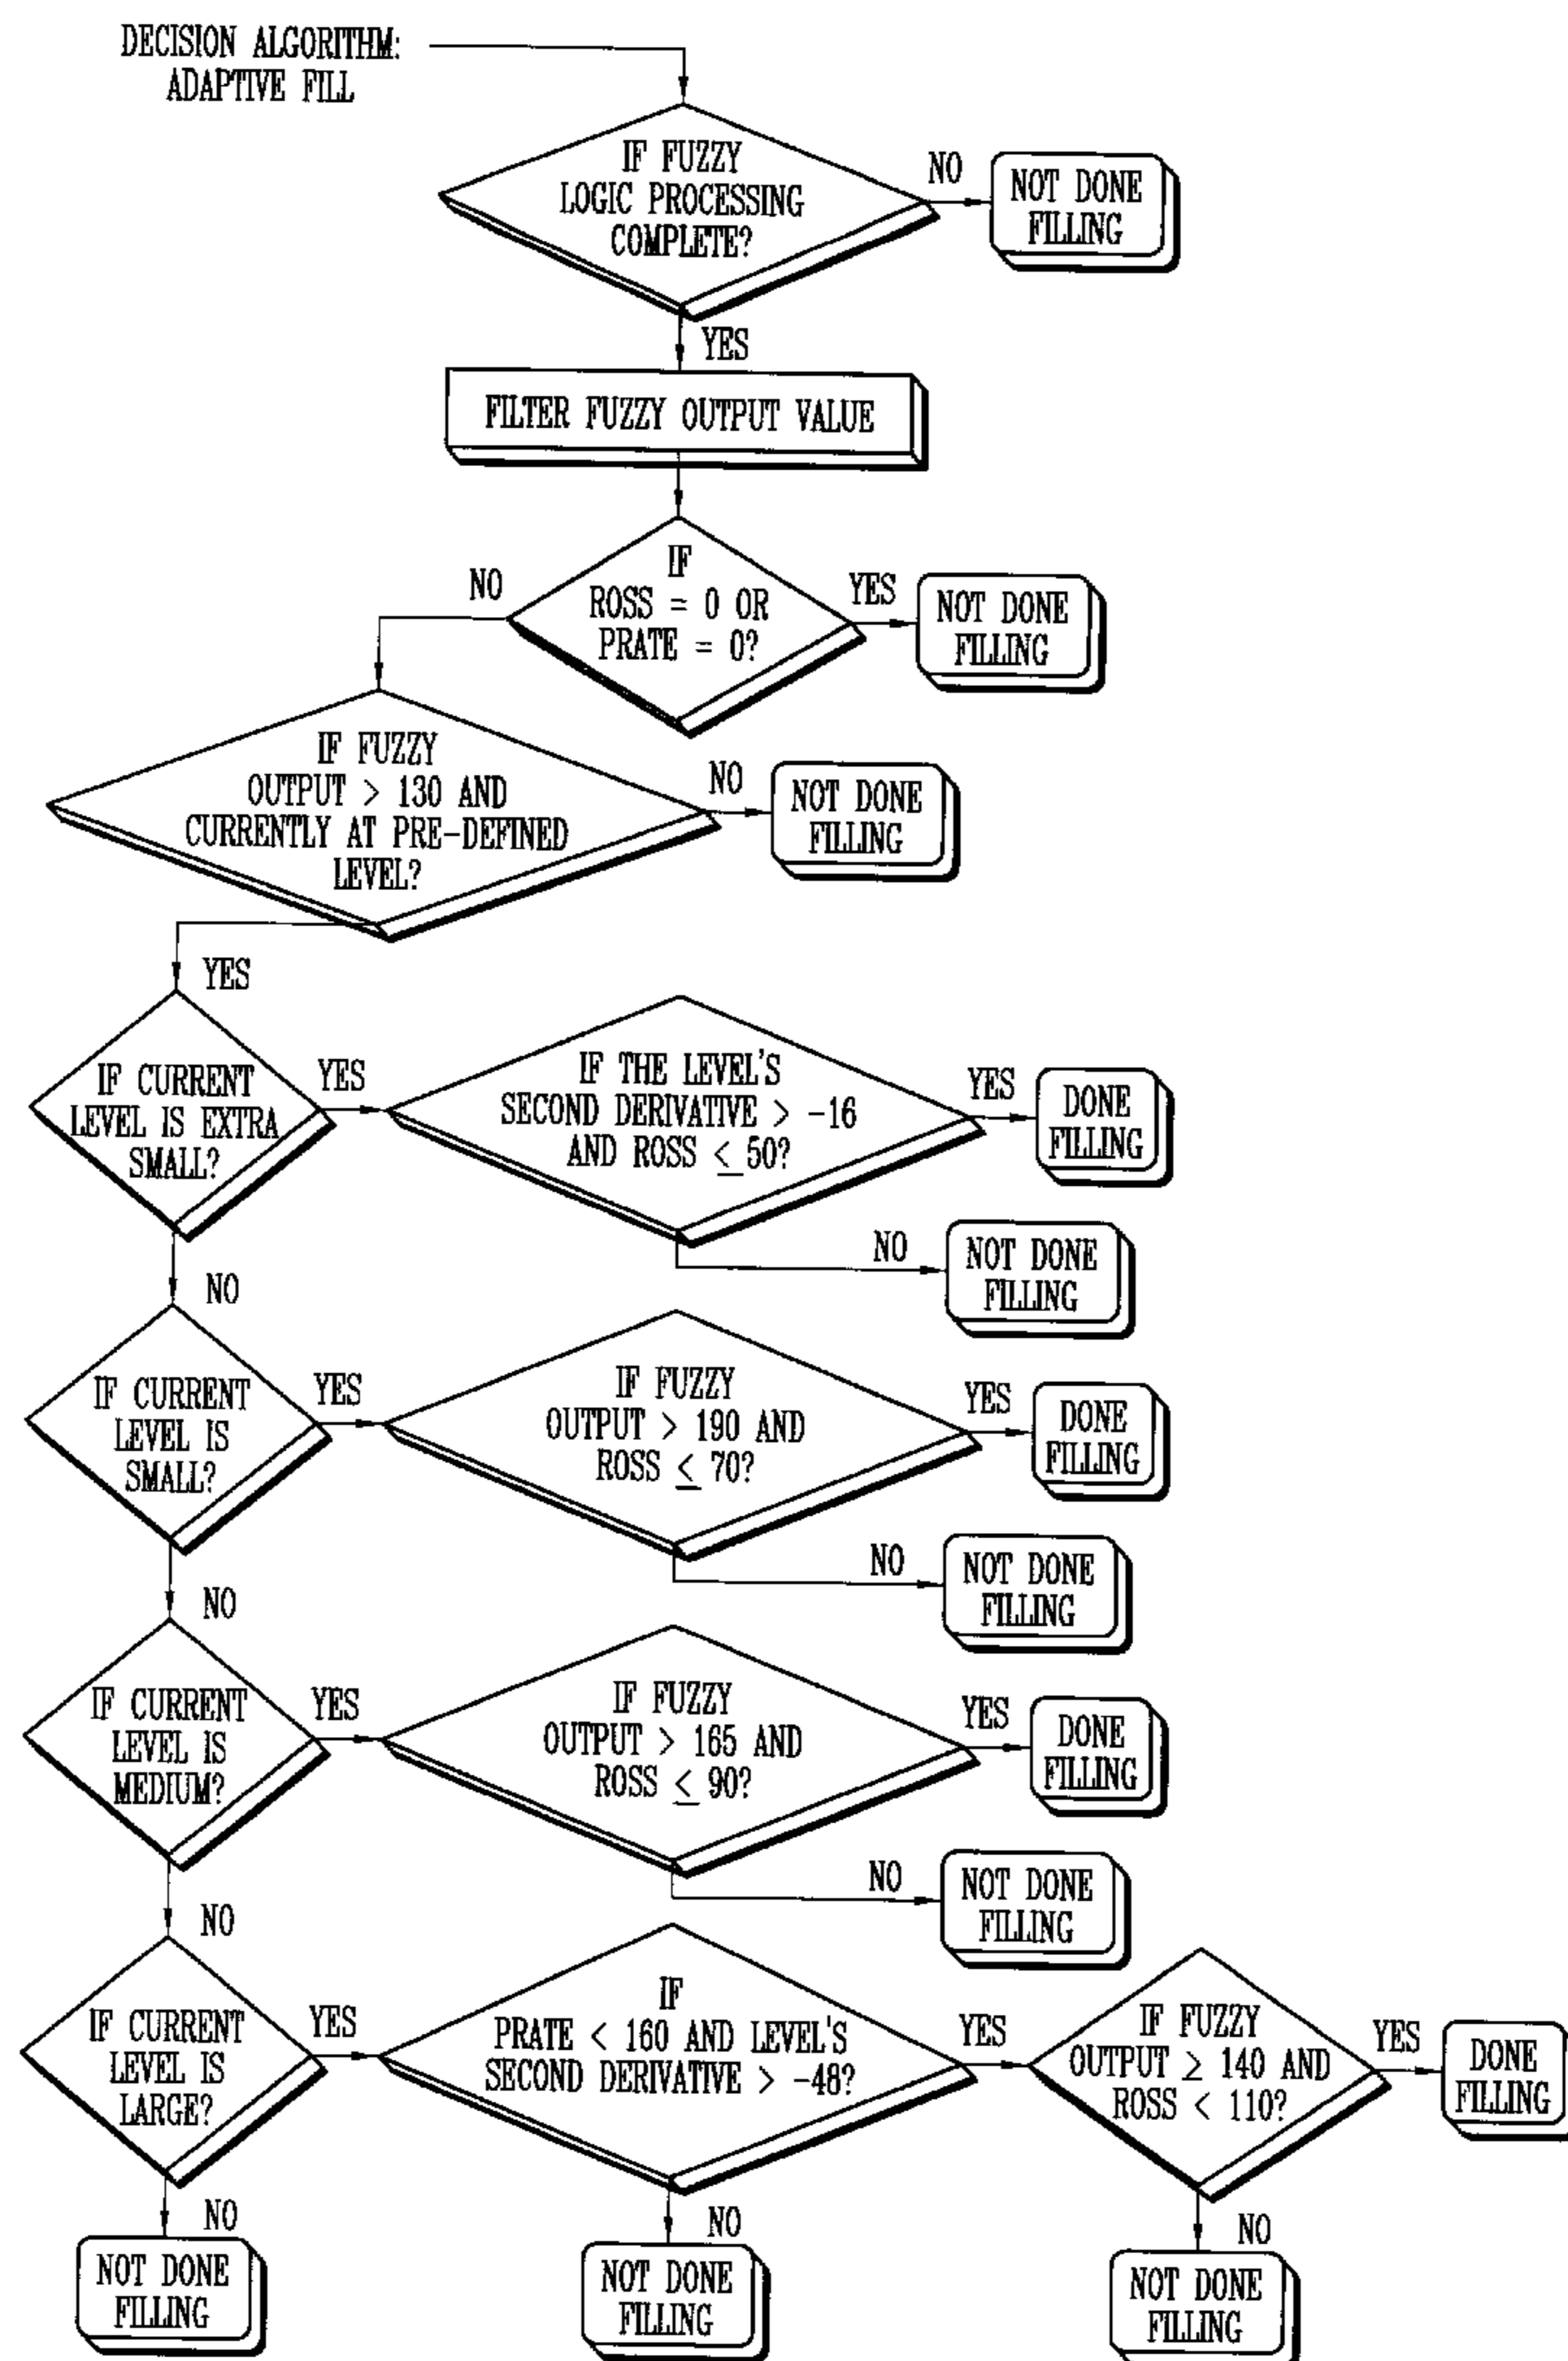 DECISION ALGORITHM:
ADAPTIVE FILL
IF FUZZY
LOGIC PROCESSING
COMPLETE?
NO
NOT DONE
FILLING
YES
FILTER FUZZY OUTPUT VALUE
IF
ROSS = 0 OR
PRATE = 0?
NO
YES
NOT DONE
FILLING
IF FUZZY
OUTPUT > 130 AND
CURRENTLY AT PRE-DEFINED
LEVEL?
NO
NOT DONE
FILLING
YES
IF CURRENT
LEVEL IS EXTRA
SMALL?
YES
IF THE LEVEL'S
SECOND DERIVATIVE > -16
AND ROSS ≤ 50?
YES
DONE
FILLING
NO
NOT DONE
FILLING
NO
IF CURRENT
LEVEL IS
SMALL?
YES
IF FUZZY
OUTPUT > 190 AND
ROSS ≤ 70?
YES
DONE
FILLING
NO
NOT DONE
FILLING
NO
IF CURRENT
LEVEL IS
MEDIUM?
YES
IF FUZZY
OUTPUT > 165 AND
ROSS ≤ 90?
YES
DONE
FILLING
NO
NOT DONE
FILLING
NO
IF CURRENT
LEVEL IS
LARGE?
YES
IF
PRATE < 160 AND LEVEL'S
SECOND DERIVATIVE > -48?
YES
IF FUZZY
OUTPUT ≥ 140 AND
ROSS < 110?
YES
DONE
FILLING
NO
NOT DONE
FILLING
NO
NOT DONE
FILLING
NO
NOT DONE
FILLING